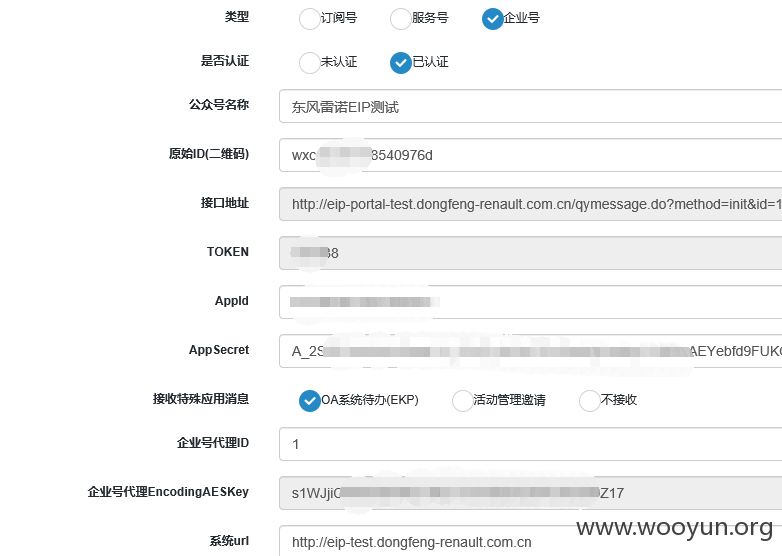 类型 订阅号 服务号 企业号
是否认证 未认证 已认证
公众号名称 东风雷诺EIP测试
原始ID(二维码) wxc 8540976d
接口地址 http://eip-portal-test.dongfeng-renault.com.cn/qymessage.do?method=init&id=1
TOKEN 38
AppId
AppSecret A_2S AEYebfd9FUK
接收特殊应用消息 OA系统待办(EKP) 活动管理邀请 不接收
企业号代理ID 1
企业号代理EncodingAESKey s1WJji Z17
系统url http://eip-test.dongfeng-renault.com.cn
www.wooyun.org